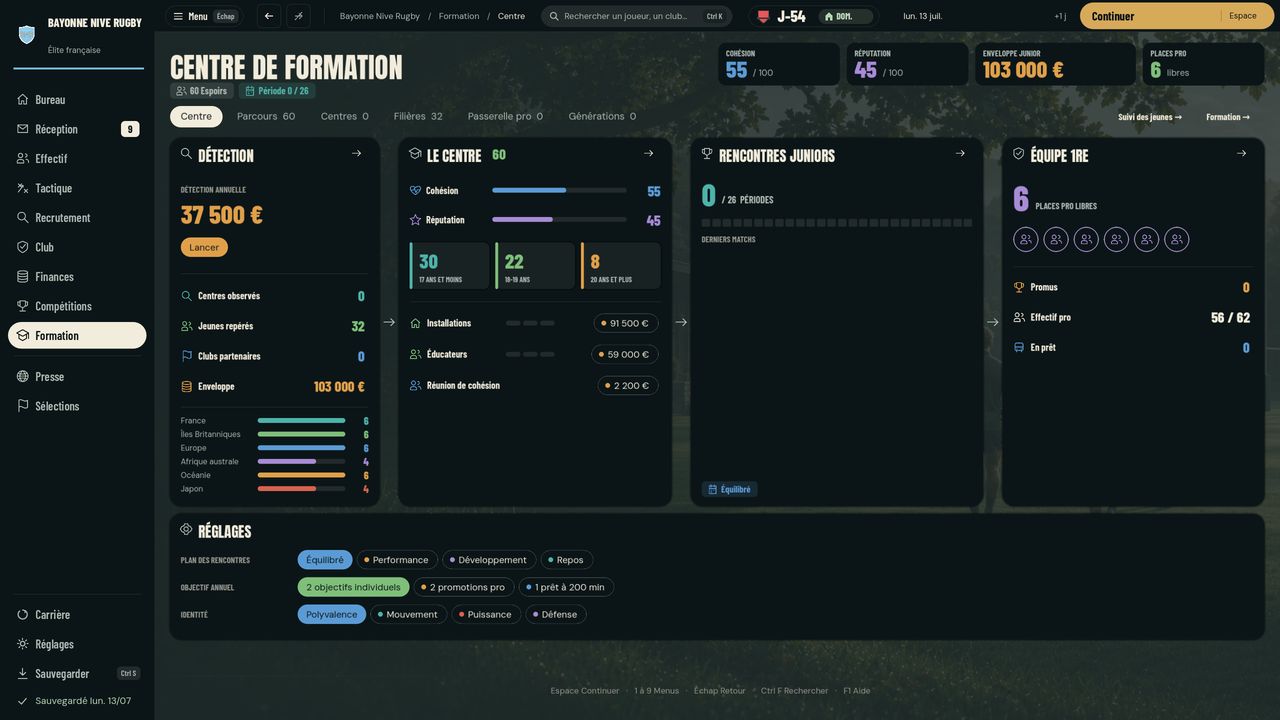 BAYONNE NIVE RUGBY
Élite française
Menu Échap
Bayonne Nive Rugby / Formation / Centre
Rechercher un joueur, un club... Ctrl K
J-54
DOM.
lun. 13 juil.
+1 j
Continuer Espace
Bureau
Réception 9
Effectif
Tactique
Recrutement
Club
Finances
Compétitions
Formation
Presse
Sélections
Carrière
Réglages
Sauvegarder Ctrl S
Sauvegardé lun. 13/07
CENTRE DE FORMATION
60 Espoirs Période 0 / 26
COHÉSION
55 / 100
RÉPUTATION
45 / 100
ENVELOPPE JUNIOR
103 000 €
PLACES PRO
6 libres
Centre Parcours 60 Centres 0 Filières 32 Passerelle pro 0 Générations 0
Suivi des jeunes → Formation →
DÉTECTION →
DÉTECTION ANNUELLE
37 500 €
Lancer
Centres observés 0
Jeunes repérés 32
Clubs partenaires 0
Enveloppe 103 000 €
France 6
Îles Britanniques 6
Europe 6
Afrique australe 4
Océanie 6
Japon 4
→
LE CENTRE 60 →
Cohésion 55
Réputation 45
30
17 ANS ET MOINS
22
18-19 ANS
8
20 ANS ET PLUS
Installations 91 500 €
Éducateurs 59 000 €
Réunion de cohésion 2 200 €
→
RENCONTRES JUNIORS →
0 / 26 PÉRIODES
DERNIERS MATCHS
Équilibré
→
ÉQUIPE 1RE →
6 PLACES PRO LIBRES
Promus 0
Effectif pro 56 / 62
En prêt 0
RÉGLAGES
PLAN DES RENCONTRES Équilibré Performance Développement Repos
OBJECTIF ANNUEL 2 objectifs individuels 2 promotions pro 1 prêt à 200 min
IDENTITÉ Polyvalence Mouvement Puissance Défense
Espace Continuer · 1 à 9 Menus · Échap Retour · Ctrl F Rechercher · F1 Aide